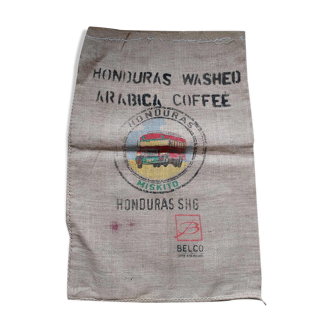 HONDURAS WASHED
ARABICA COFFEE
HONDURAS
MISKITO
HONDURAS SHG
B
BELCO